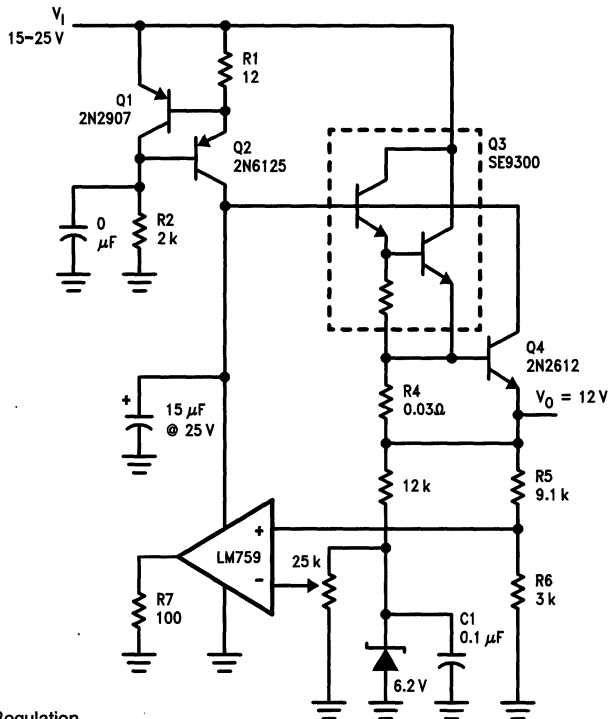 V_I
15–25 V
R1
12
Q1
2N2907
Q2
2N6125
Q3
SE9300
0
μF
R2
2 k
Q4
2N2612
V_O = 12 V
15 μF
@ 25 V
+
R4
0.03Ω
12 k
R5
9.1 k
LM759
+
−
25 k
R7
100
R6
3 k
C1
0.1 μF
6.2 V
Regulation